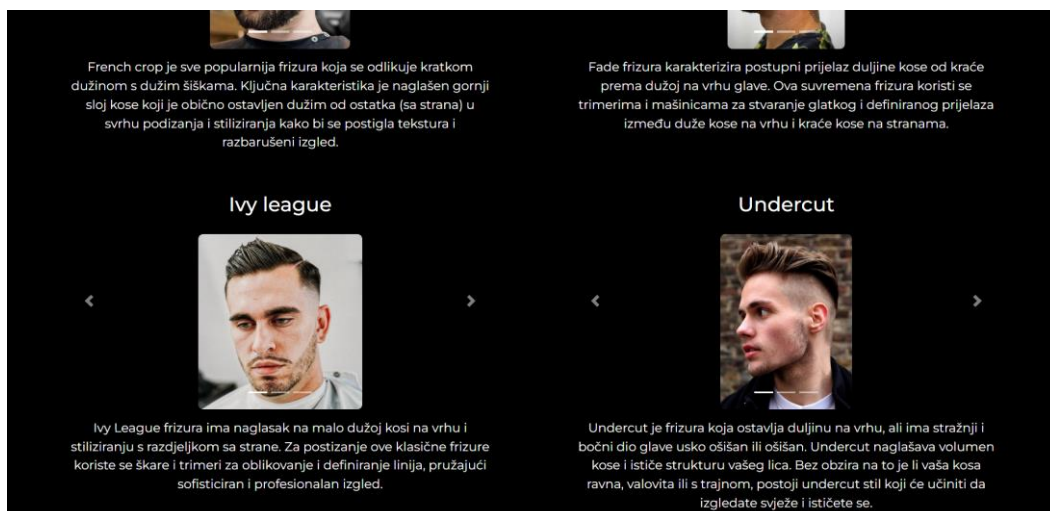 French crop je sve popularnija frizura koja se odlikuje kratkom
dužinom s dužim šiškama. Ključna karakteristika je naglašen gornji
sloj kose koji je obično ostavljen dužim od ostatka (sa strana) u
svrhu podizanja i stiliziranja kako bi se postigla tekstura i
razbarušeni izgled.
Fade frizura karakterizira postupni prijelaz duljine kose od kraće
prema dužoj na vrhu glave. Ova suvremena frizura koristi se
trimerima i mašinicama za stvaranje glatkog i definiranog prijelaza
između duže kose na vrhu i kraće kose na stranama.
Ivy league
Ivy League frizura ima naglasak na malo dužoj kosi na vrhu i
stiliziranju s razdjeljkom sa strane. Za postizanje ove klasične frizure
koriste se škare i trimeri za oblikovanje i definiranje linija, pružajući
sofisticiran i profesionalan izgled.
Undercut
Undercut je frizura koja ostavlja duljinu na vrhu, ali ima stražnji i
bočni dio glave usko ošišan ili ošišan. Undercut naglašava volumen
kose i ističe strukturu vašeg lica. Bez obzira na to je li vaša kosa
ravna, valovita ili s trajnom, postoji undercut stil koji će učiniti da
izgledate svježe i ističete se.